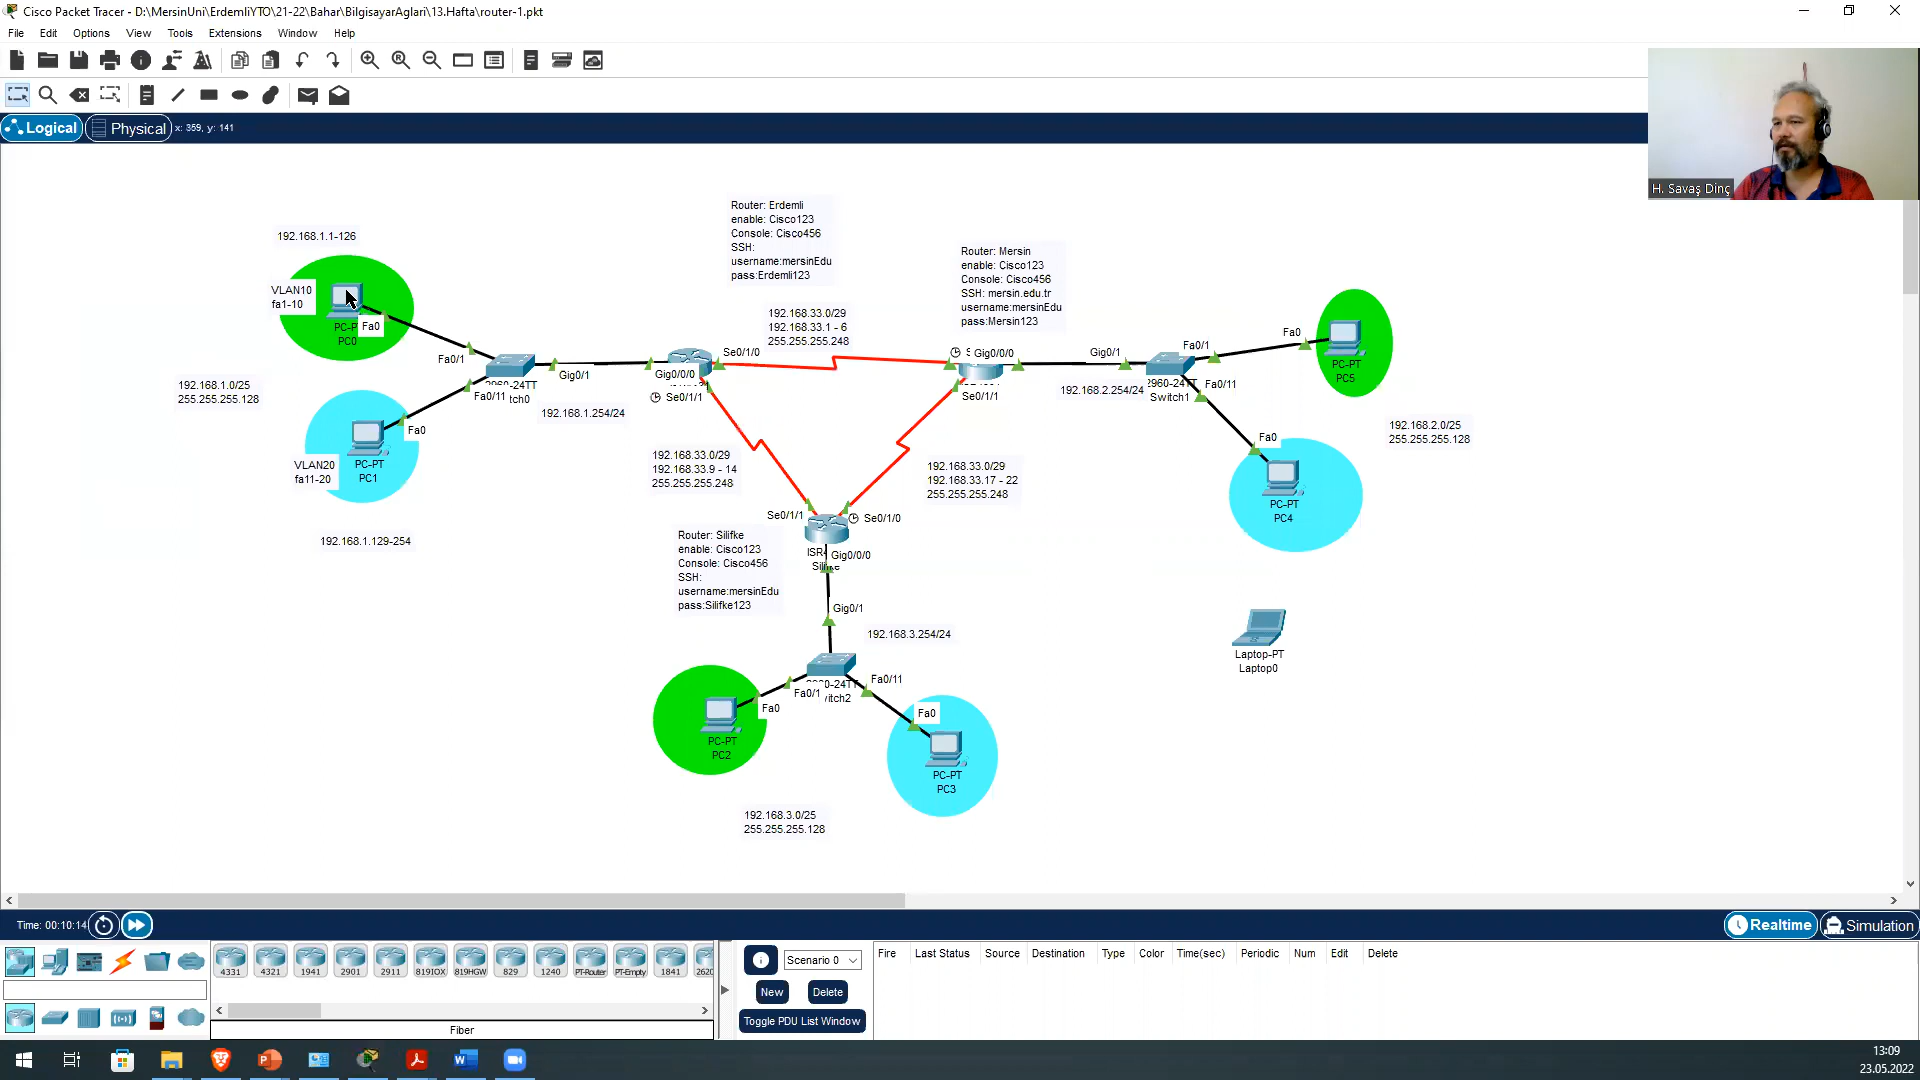 Cisco Packet Tracer - D:\MersinUni\ErdemliYTO\21-22\Bahar\BilgisayarAglari\13.Hafta\router-1.pkt
File Edit Options View Tools Extensions Window Help
Logical Physical x: 359, y: 141
H. Savaş Dinç
192.168.1.1-126
VLAN10
fa1-10
Fa0
PC0
192.168.1.0/25
255.255.255.128
Fa0/1
Fa0/11
Gig0/1
192.168.1.254/24
Fa0
VLAN20
fa11-20
PC-PT
PC1
192.168.1.129-254
Router: Erdemli
enable: Cisco123
Console: Cisco456
SSH:
username:mersinEdu
pass:Erdemli123
192.168.33.0/29
192.168.33.1 - 6
255.255.255.248
Se0/1/0
Gig0/0/0
Se0/1/1
Router: Mersin
enable: Cisco123
Console: Cisco456
SSH: mersin.edu.tr
username:mersinEdu
pass:Mersin123
Gig0/0/0
Se0/1/1
Gig0/1
192.168.2.254/24
2960-24TT
Switch1
Fa0/1
Fa0/11
Fa0
PC-PT
PC5
192.168.2.0/25
255.255.255.128
Fa0
PC-PT
PC4
192.168.33.0/29
192.168.33.9 - 14
255.255.255.248
192.168.33.0/29
192.168.33.17 - 22
255.255.255.248
Se0/1/1
Se0/1/0
Gig0/0/0
Router: Silifke
enable: Cisco123
Console: Cisco456
SSH:
username:mersinEdu
pass:Silifke123
Gig0/1
192.168.3.254/24
Fa0/1
Fa0/11
Fa0
PC-PT
PC2
Fa0
PC-PT
PC3
192.168.3.0/25
255.255.255.128
Laptop-PT
Laptop0
Time: 00:10:14
Realtime Simulation
4331 4321 1941 2901 2911 819IOX 819HGW 829 1240 PT-Router PT-Empty 1841
Fiber
Scenario 0
New Delete
Toggle PDU List Window
Fire Last Status Source Destination Type Color Time(sec) Periodic Num Edit Delete
13:09
23.05.2022